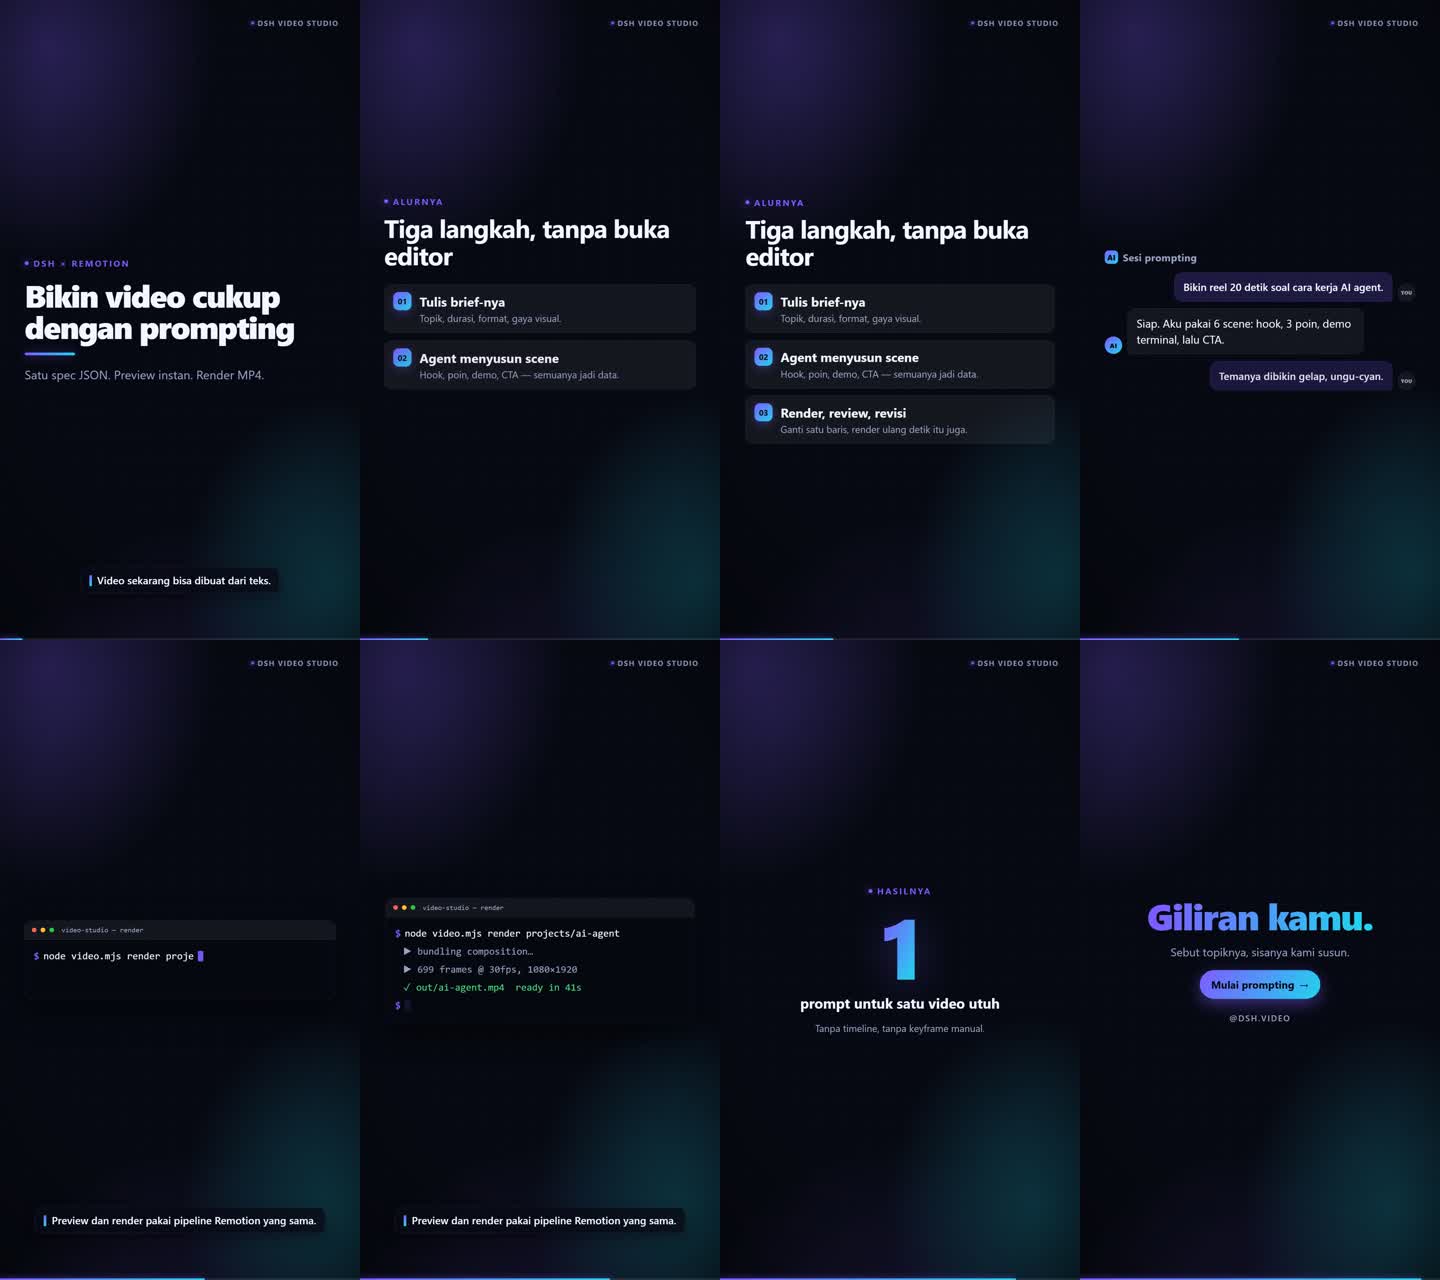 DSH VIDEO STUDIO
DSH × REMOTION
Bikin video cukup
dengan prompting
Satu spec JSON. Preview instan. Render MP4.
Video sekarang bisa dibuat dari teks.
DSH VIDEO STUDIO
ALURNYA
Tiga langkah, tanpa buka
editor
01
Tulis brief-nya
Topik, durasi, format, gaya visual.
02
Agent menyusun scene
Hook, poin, demo, CTA — semuanya jadi data.
DSH VIDEO STUDIO
ALURNYA
Tiga langkah, tanpa buka
editor
01
Tulis brief-nya
Topik, durasi, format, gaya visual.
02
Agent menyusun scene
Hook, poin, demo, CTA — semuanya jadi data.
03
Render, review, revisi
Ganti satu baris, render ulang detik itu juga.
DSH VIDEO STUDIO
AI Sesi prompting
Bikin reel 20 detik soal cara kerja AI agent.
YOU
Siap. Aku pakai 6 scene: hook, 3 poin, demo
terminal, lalu CTA.
AI
Temanya dibikin gelap, ungu-cyan.
YOU
DSH VIDEO STUDIO
video-studio — render
$ node video.mjs render proje
Preview dan render pakai pipeline Remotion yang sama.
DSH VIDEO STUDIO
video-studio — render
$ node video.mjs render projects/ai-agent
▶ bundling composition…
▶ 699 frames @ 30fps, 1080×1920
✓ out/ai-agent.mp4 ready in 41s
$
Preview dan render pakai pipeline Remotion yang sama.
DSH VIDEO STUDIO
HASILNYA
1
prompt untuk satu video utuh
Tanpa timeline, tanpa keyframe manual.
DSH VIDEO STUDIO
Giliran kamu.
Sebut topiknya, sisanya kami susun.
Mulai prompting →
@DSH.VIDEO